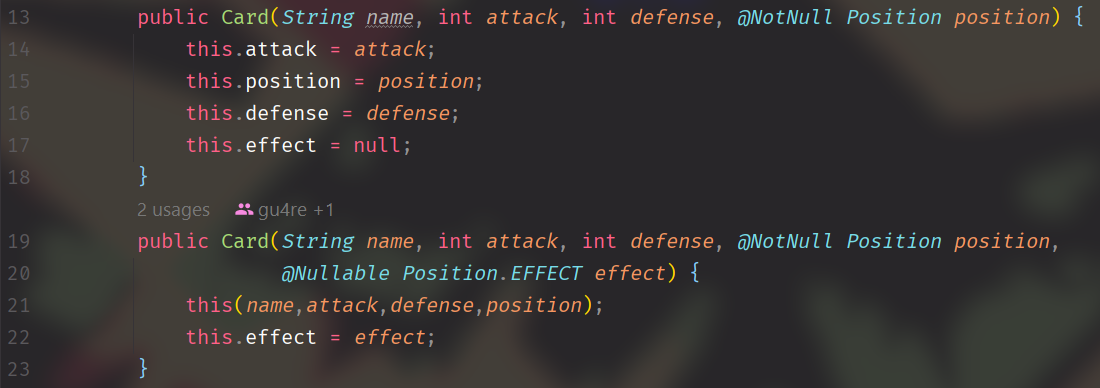 13 public Card(String name, int attack, int defense, @NotNull Position position) {
14 this.attack = attack;
15 this.position = position;
16 this.defense = defense;
17 this.effect = null;
18 }
2 usages gu4re +1
19 public Card(String name, int attack, int defense, @NotNull Position position,
20 @Nullable Position.EFFECT effect) {
21 this(name,attack,defense,position);
22 this.effect = effect;
23 }